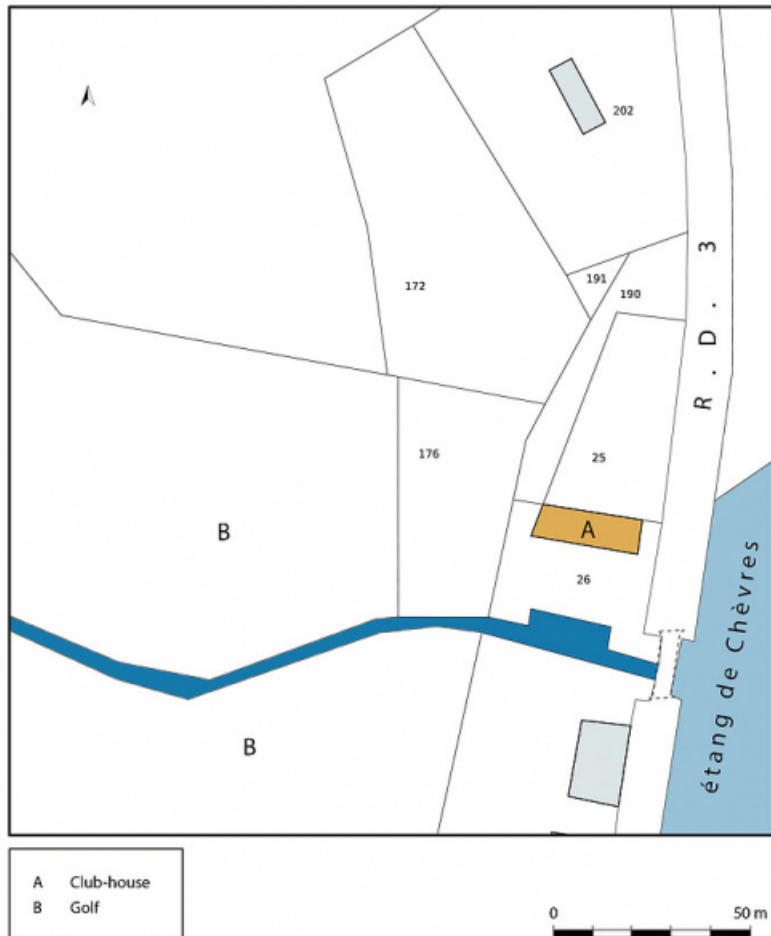 202
R . D . 3
191
172
190
176
25
B
A
26
B
étang de Chèvres
A Club-house
B Golf
0 50 m